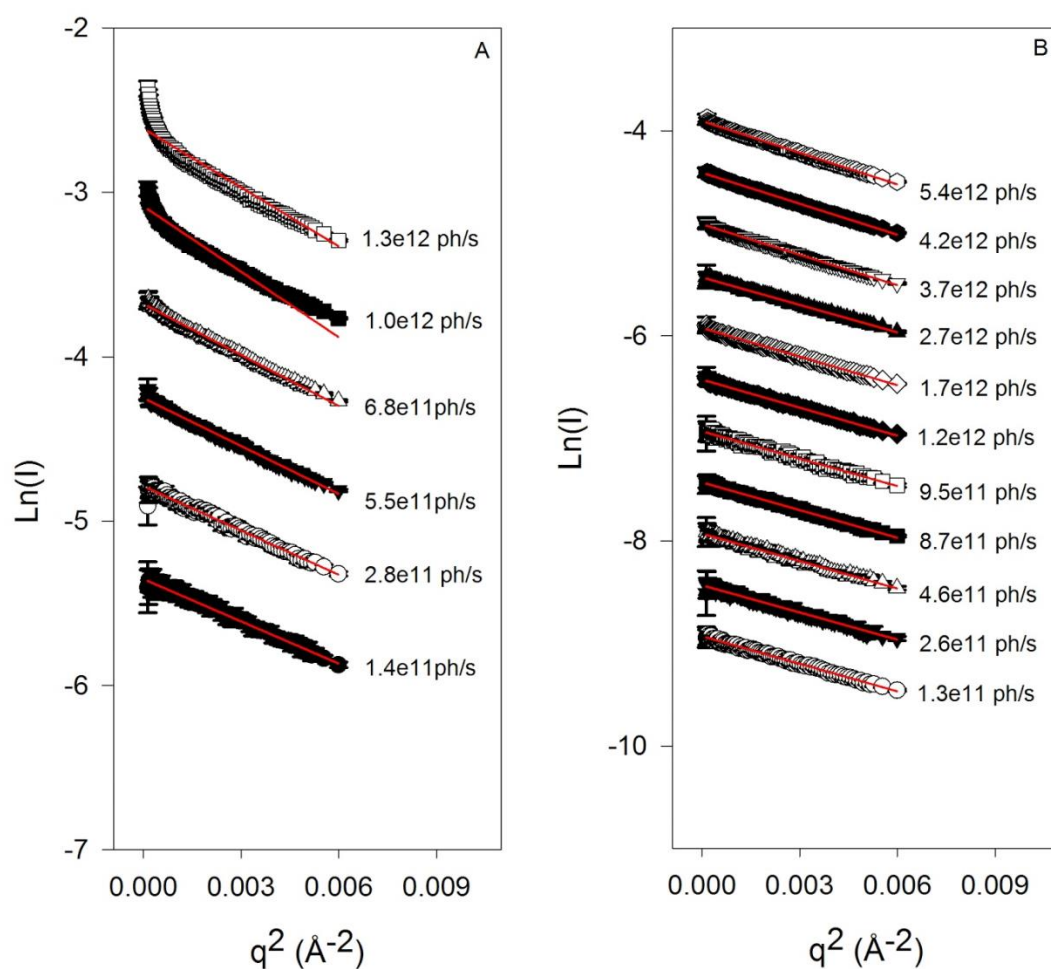 A
-2
-3
-4
-5
-6
-7
Ln(I)
1.3e12 ph/s
1.0e12 ph/s
6.8e11ph/s
5.5e11ph/s
2.8e11 ph/s
1.4e11ph/s
0.000 0.003 0.006 0.009
q² (Å⁻²)
B
-4
-6
-8
-10
Ln(I)
5.4e12 ph/s
4.2e12 ph/s
3.7e12 ph/s
2.7e12 ph/s
1.7e12 ph/s
1.2e12 ph/s
9.5e11 ph/s
8.7e11 ph/s
4.6e11 ph/s
2.6e11 ph/s
1.3e11 ph/s
0.000 0.003 0.006 0.009
q² (Å⁻²)